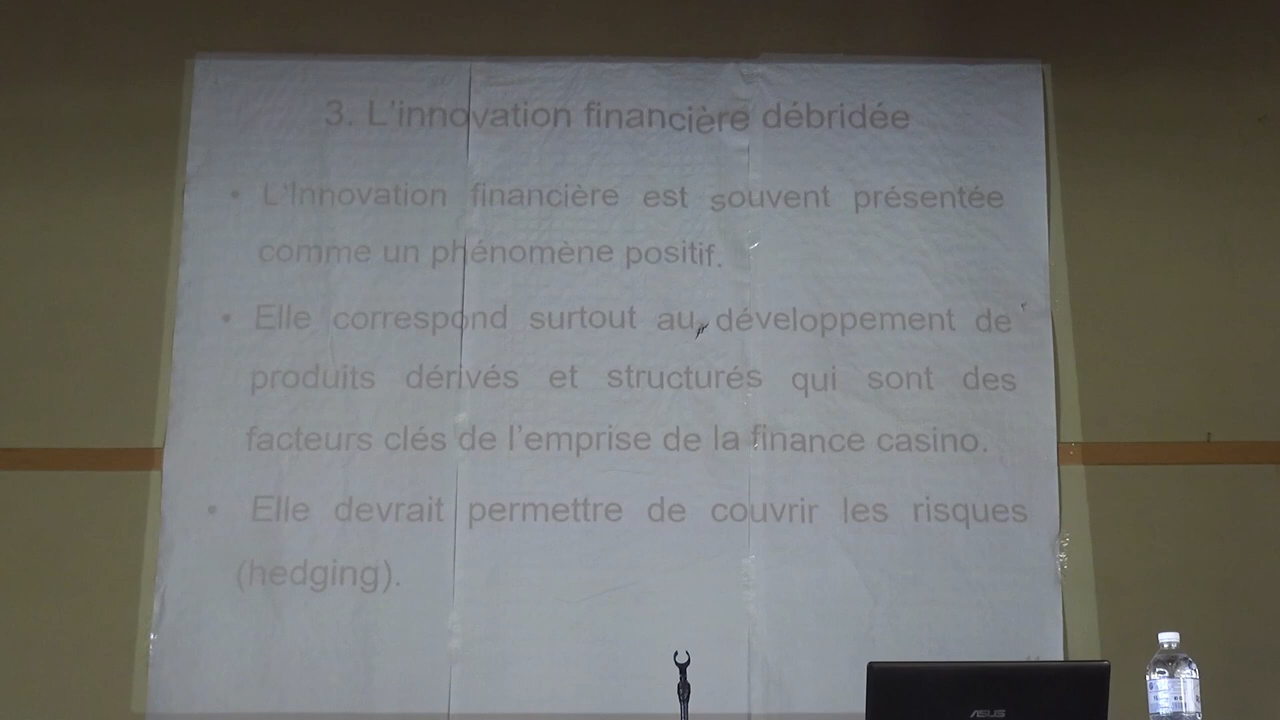 3. L'innovation financière débridée
• L'Innovation financière est souvent présentée
comme un phénomène positif.
• Elle correspond surtout au développement de
produits dérivés et structurés qui sont des
facteurs clés de l'emprise de la finance casino.
• Elle devrait permettre de couvrir les risques
(hedging).
ASUS